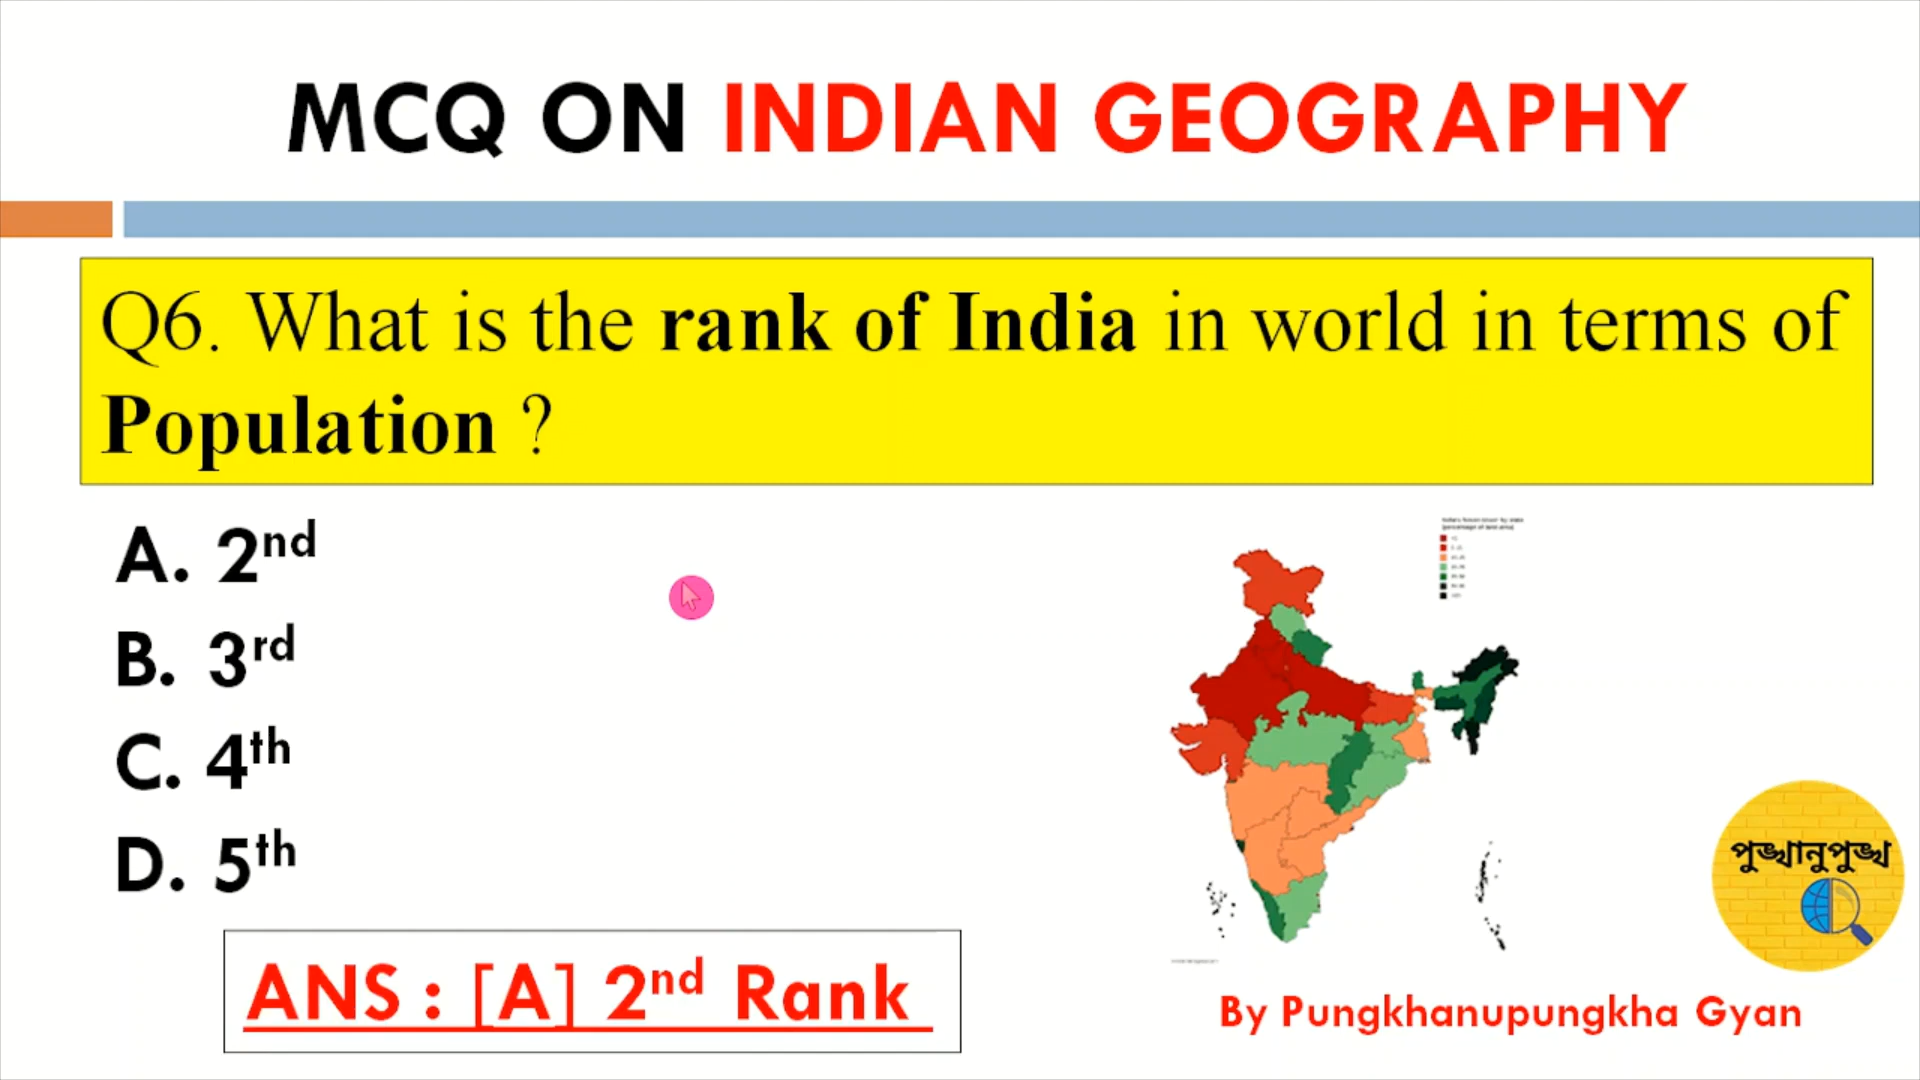 MCQ ON INDIAN GEOGRAPHY
Q6. What is the rank of India in world in terms of
Population ?
A. 2nd
B. 3rd
C. 4th
D. 5th
ANS : [A] 2nd Rank
পুঙ্খানুপুঙ্খ
By Pungkhanupungkha Gyan